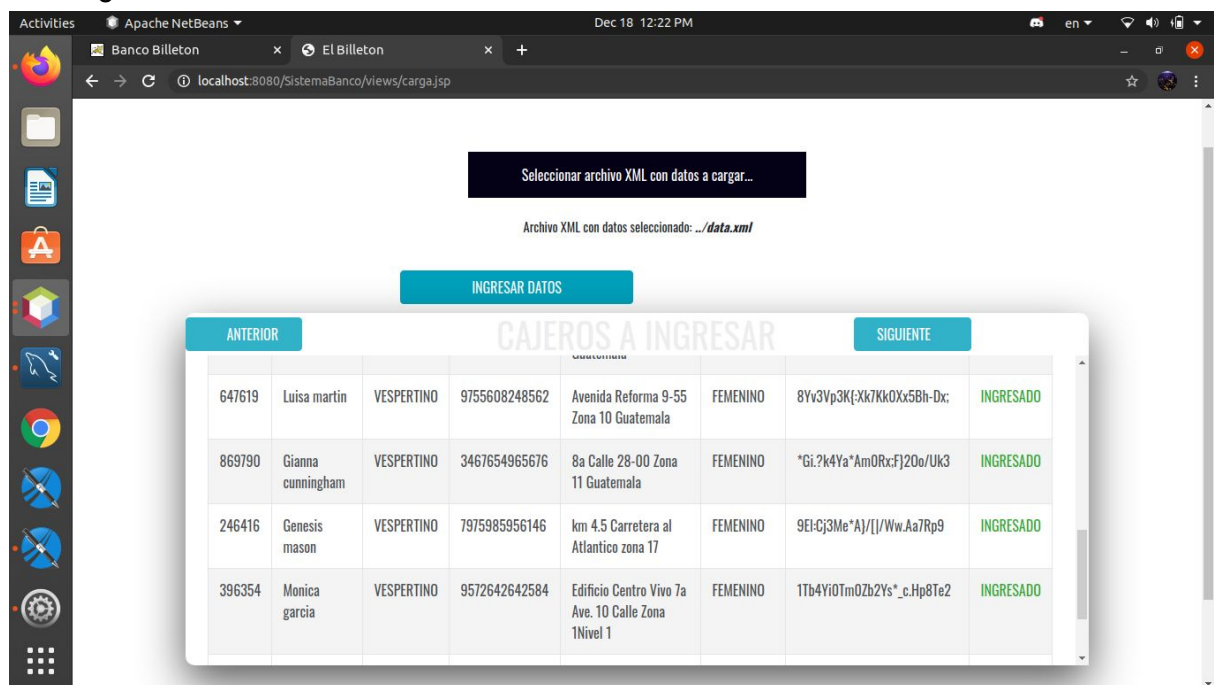 Activities Apache NetBeans Dec 18 12:22 PM en
Banco Billeton × El Billeton × +
localhost:8080/SistemaBanco/views/carga.jsp
Seleccionar archivo XML con datos a cargar...
Archivo XML con datos seleccionado: ../data.xml
INGRESAR DATOS
ANTERIOR CAJEROS A INGRESAR SIGUIENTE
Guatemala
647619 Luisa martin VESPERTINO 9755608248562 Avenida Reforma 9-55 FEMENINO 8Yv3Vp3K{:Xk7Kk0Xx5Bh-Dx; INGRESADO
Zona 10 Guatemala
869790 Gianna VESPERTINO 3467654965676 8a Calle 28-00 Zona FEMENINO *Gi.?k4Ya*Am0Rx;F}2Oo/Uk3 INGRESADO
cunningham 11 Guatemala
246416 Genesis VESPERTINO 7975985956146 km 4.5 Carretera al FEMENINO 9El:Cj3Me*A}/[|/Ww.Aa7Rp9 INGRESADO
mason Atlantico zona 17
396354 Monica VESPERTINO 9572642642584 Edificio Centro Vivo 7a FEMENINO 1Tb4Yi0Tm0Zb2Ys*_c.Hp8Te2 INGRESADO
garcia Ave. 10 Calle Zona
1Nivel 1